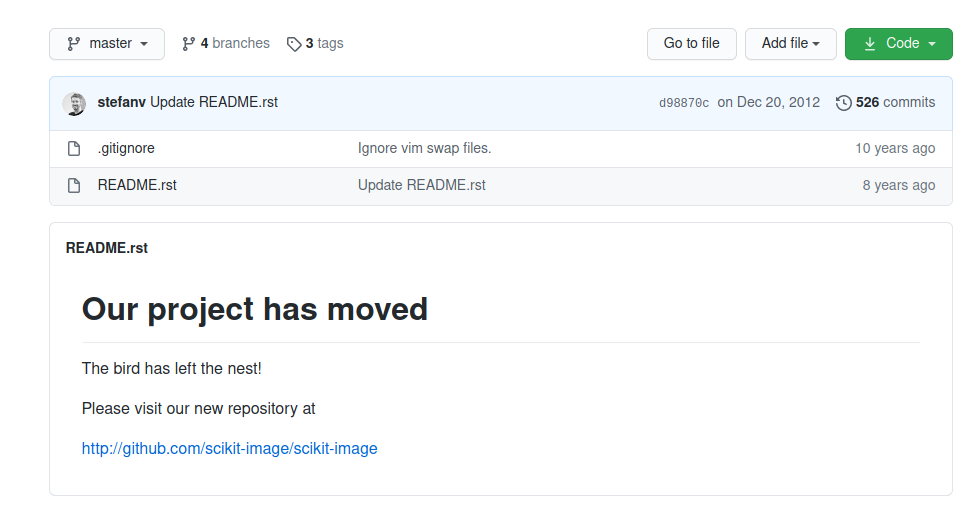 master 4 branches 3 tags Go to file Add file Code
stefanv Update README.rst d98870c on Dec 20, 2012 526 commits
.gitignore Ignore vim swap files. 10 years ago
README.rst Update README.rst 8 years ago
README.rst
Our project has moved
The bird has left the nest!
Please visit our new repository at
http://github.com/scikit-image/scikit-image